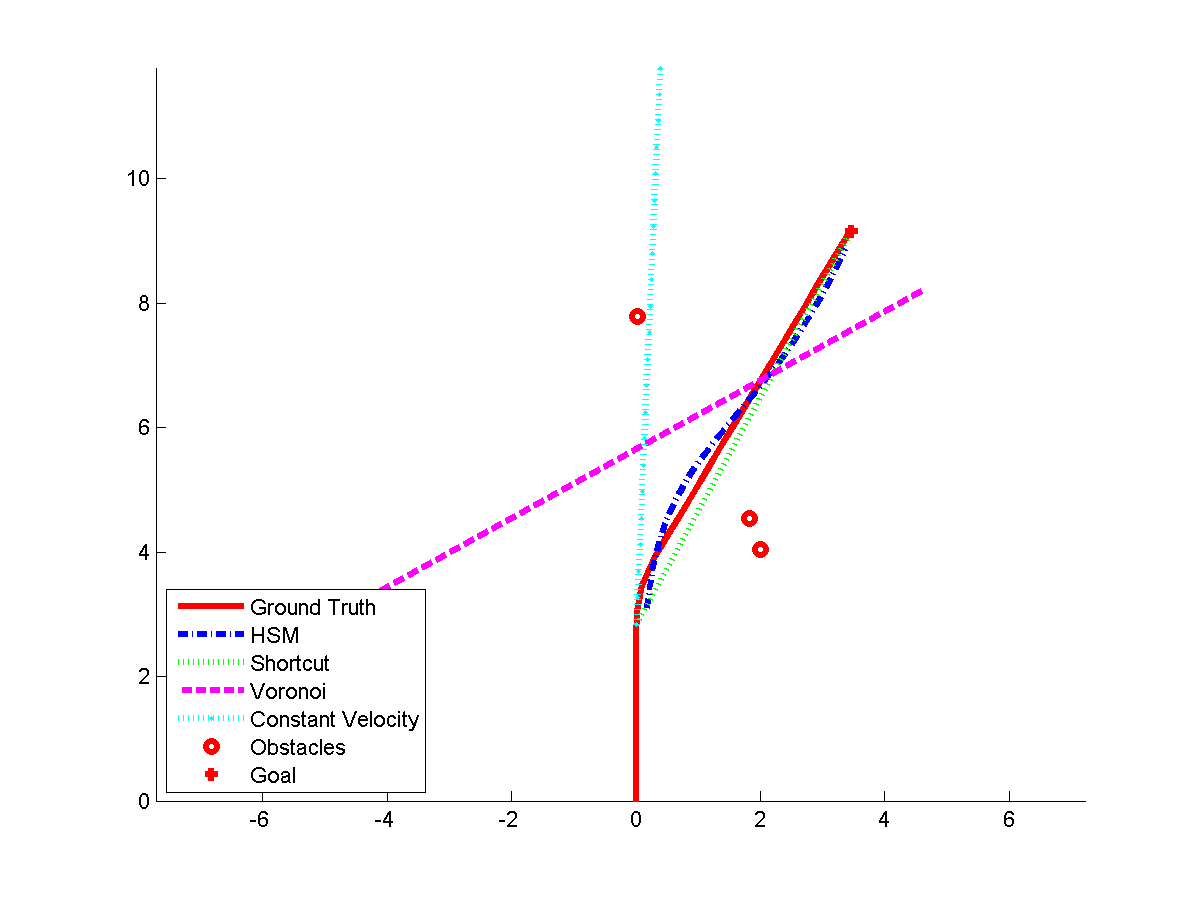 10
8
6
4
2
0
Ground Truth
HSM
Shortcut
Voronoi
Constant Velocity
Obstacles
Goal
-6 -4 -2 0 2 4 6